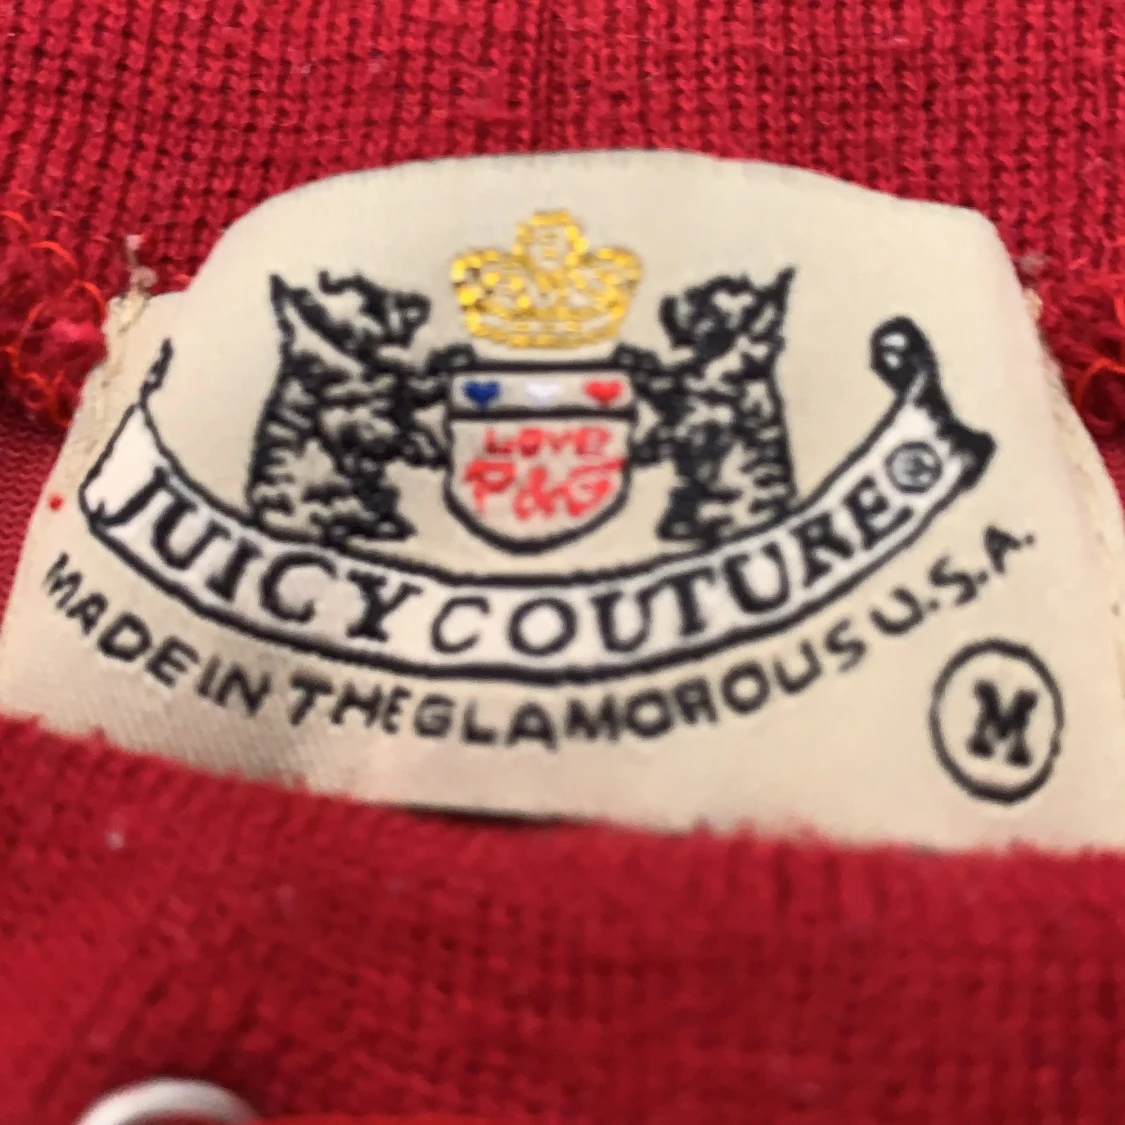 LOVE
P&G
JUICY COUTURE®
MADE IN THE GLAMOROUS U.S.A.
M